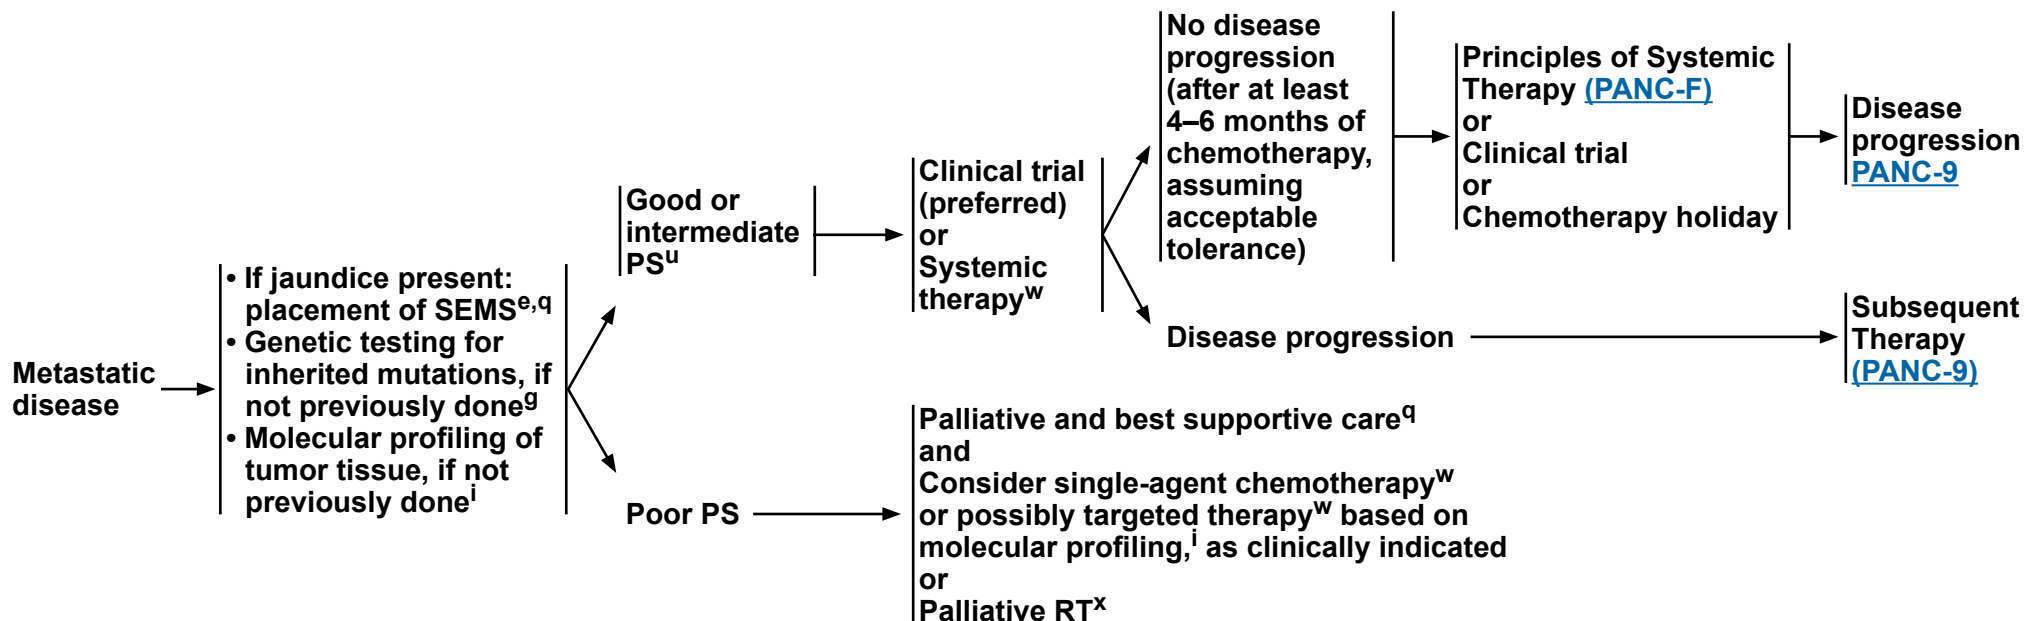 Metastatic
disease
• If jaundice present:
placement of SEMSe,q
• Genetic testing for
inherited mutations, if
not previously doneg
• Molecular profiling of
tumor tissue, if not
previously donei
Good or
intermediate
PSu
Clinical trial
(preferred)
or
Systemic
therapyw
No disease
progression
(after at least
4–6 months of
chemotherapy,
assuming
acceptable
tolerance)
Principles of Systemic
Therapy (PANC-F)
or
Clinical trial
or
Chemotherapy holiday
Disease
progression
PANC-9
Disease progression
Subsequent
Therapy
(PANC-9)
Poor PS
Palliative and best supportive careq
and
Consider single-agent chemotherapyw
or possibly targeted therapyw based on
molecular profiling,i as clinically indicated
or
Palliative RTx